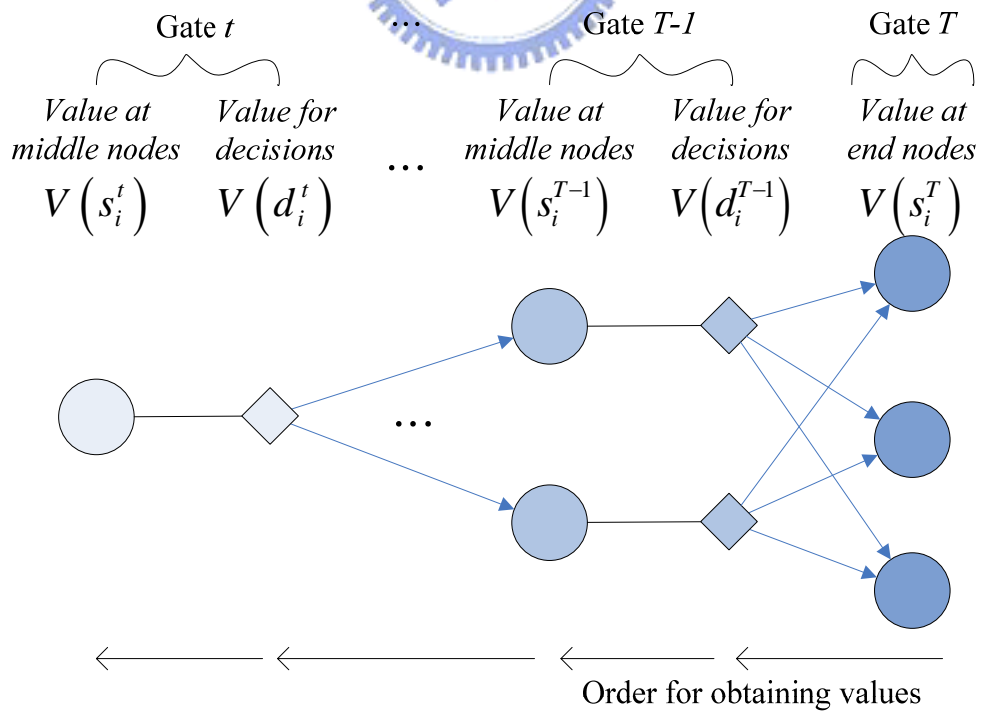 Gate t ... Gate T-1 Gate T
Value at Value for Value at Value for Value at
middle nodes decisions ... middle nodes decisions end nodes
V(s_i^t) V(d_i^t) V(s_i^{T-1}) V(d_i^{T-1}) V(s_i^T)
...
Order for obtaining values